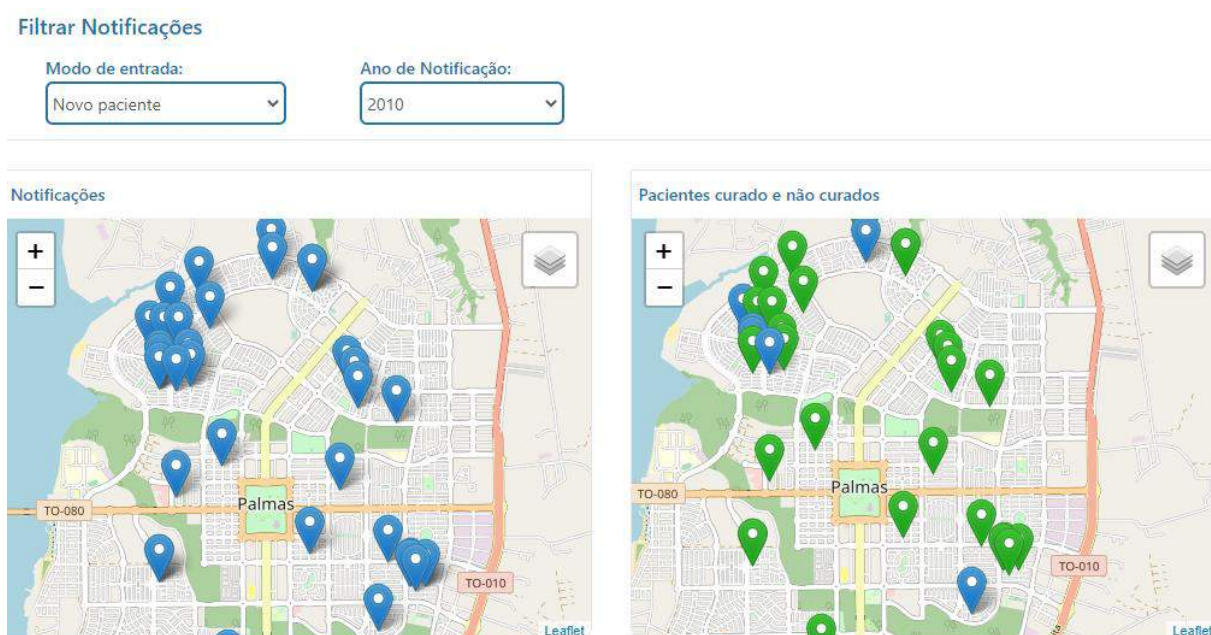 Filtrar Notificações
Modo de entrada:
Ano de Notificação:
Novo paciente
2010
Notificações
+
−
Palmas
TO-080
TO-010
Leaflet
Pacientes curado e não curados
+
−
Palmas
TO-080
TO-010
Leaflet